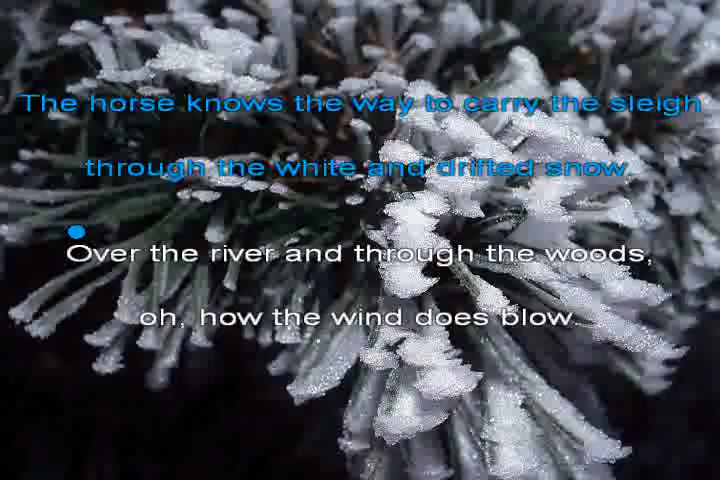 The horse knows the way to carry the sleigh
through the white and drifted snow.
Over the river and through the woods,
oh, how the wind does blow